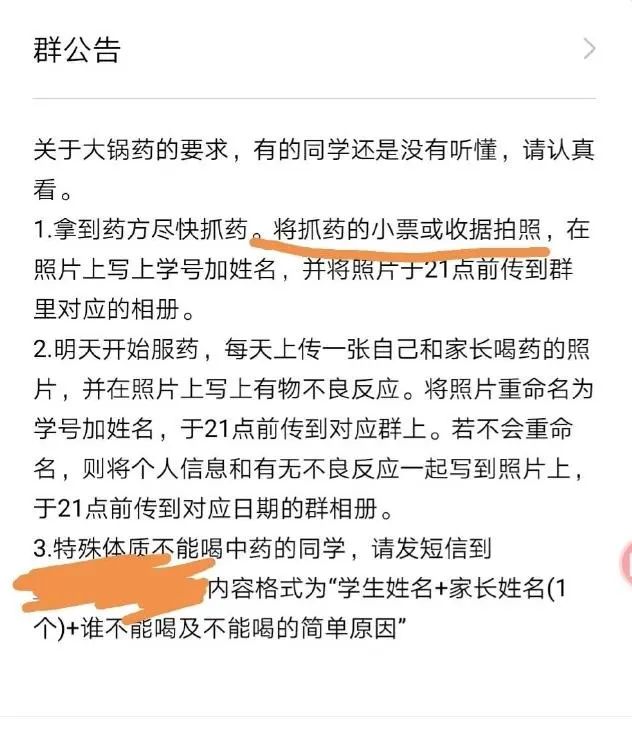 群公告
关于大锅药的要求，有的同学还是没有听懂，请认真
看。
1.拿到药方尽快抓药。将抓药的小票或收据拍照，在
照片上写上学号加姓名，并将照片于21点前传到群
里对应的相册。
2.明天开始服药，每天上传一张自己和家长喝药的照
片，并在照片上写上有物不良反应。将照片重命名为
学号加姓名，于21点前传到对应群上。若不会重命
名，则将个人信息和有无不良反应一起写到照片上，
于21点前传到对应日期的群相册。
3.特殊体质不能喝中药的同学，请发短信到
内容格式为“学生姓名+家长姓名(1
个)+谁不能喝及不能喝的简单原因”